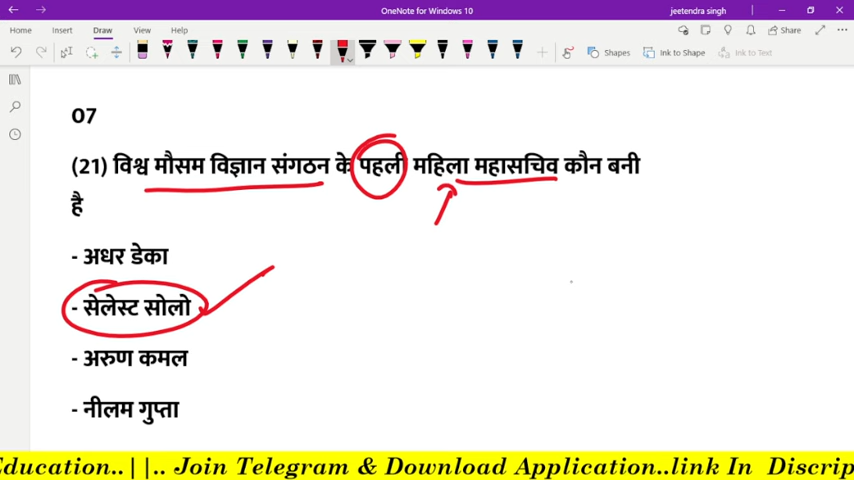 OneNote for Windows 10
jeetendra singh
Home Insert Draw View Help
Share
Shapes Ink to Shape Ink to Text
07
(21) विश्व मौसम विज्ञान संगठन के पहली महिला महासचिव कौन बनी
है
- अधर डेका
- सेलेस्ट सोलो
- अरुण कमल
- नीलम गुप्ता
Education..||.. Join Telegram & Download Application..link In Discrip